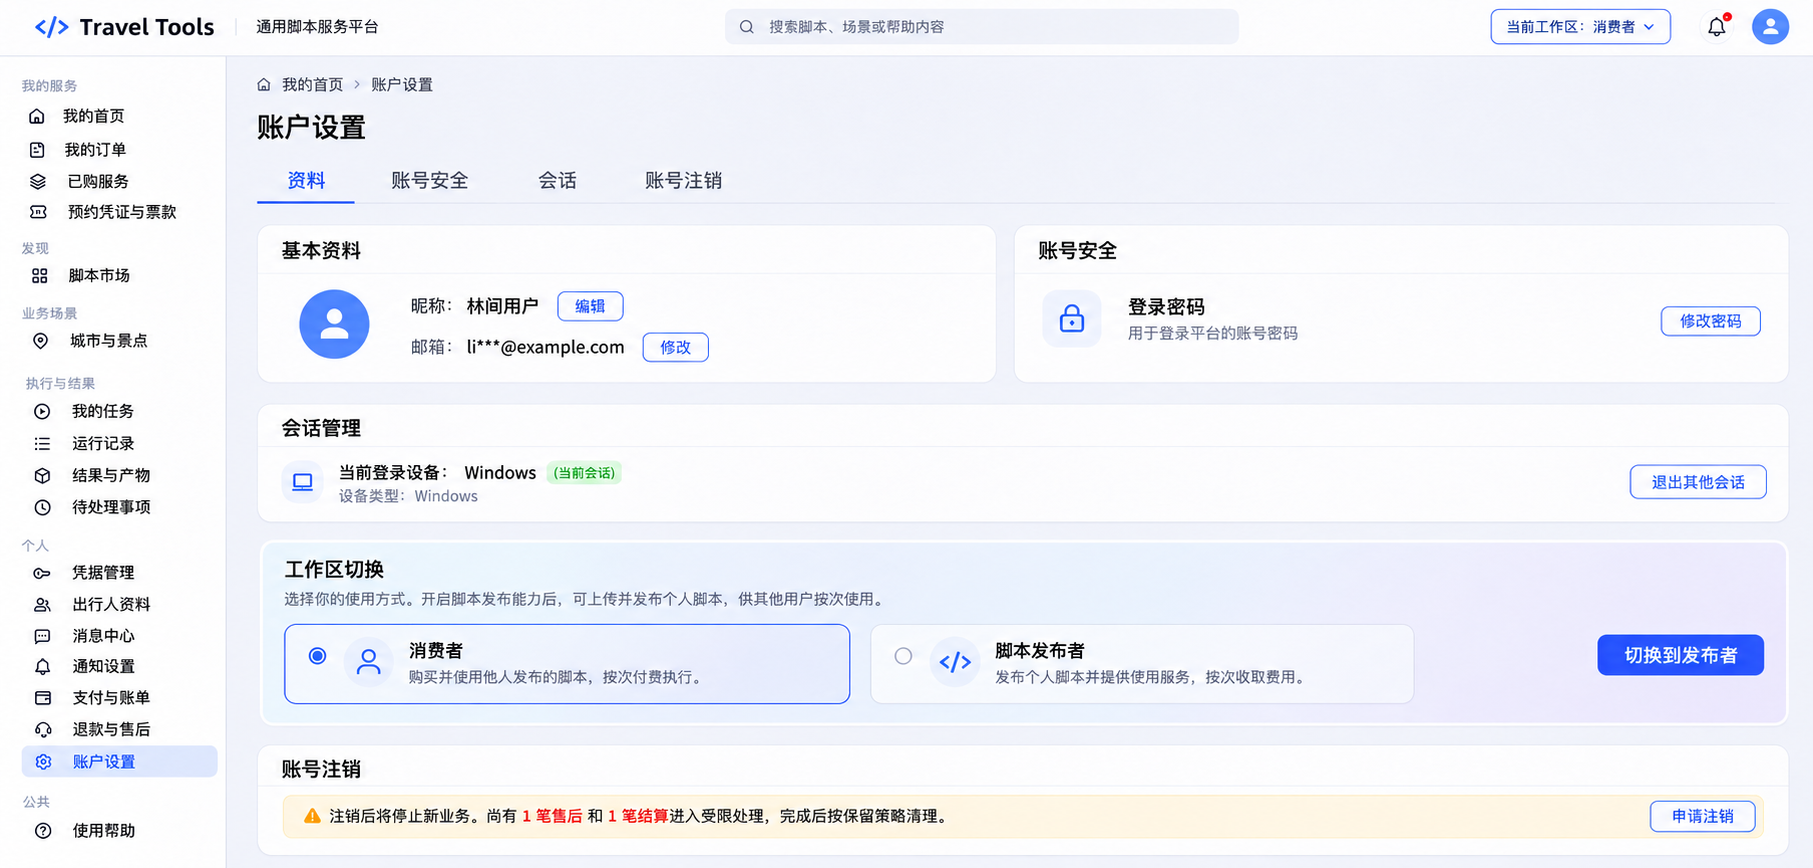 </> Travel Tools
通用脚本服务平台
搜索脚本、场景或帮助内容
当前工作区：消费者
我的服务
我的首页
我的订单
已购服务
预约凭证与票款
发现
脚本市场
业务场景
城市与景点
执行与结果
我的任务
运行记录
结果与产物
待处理事项
个人
凭据管理
出行人资料
消息中心
通知设置
支付与账单
退款与售后
账户设置
公共
使用帮助
我的首页 > 账户设置
账户设置
资料 账号安全 会话 账号注销
基本资料
昵称： 林间用户 编辑
邮箱： li***@example.com 修改
账号安全
登录密码
用于登录平台的账号密码
修改密码
会话管理
当前登录设备： Windows (当前会话)
设备类型：Windows
退出其他会话
工作区切换
选择你的使用方式。开启脚本发布能力后，可上传并发布个人脚本，供其他用户按次使用。
消费者
购买并使用他人发布的脚本，按次付费执行。
</>
脚本发布者
发布个人脚本并提供使用服务，按次收取费用。
切换到发布者
账号注销
注销后将停止新业务。尚有 1 笔售后 和 1 笔结算进入受限处理，完成后按保留策略清理。
申请注销